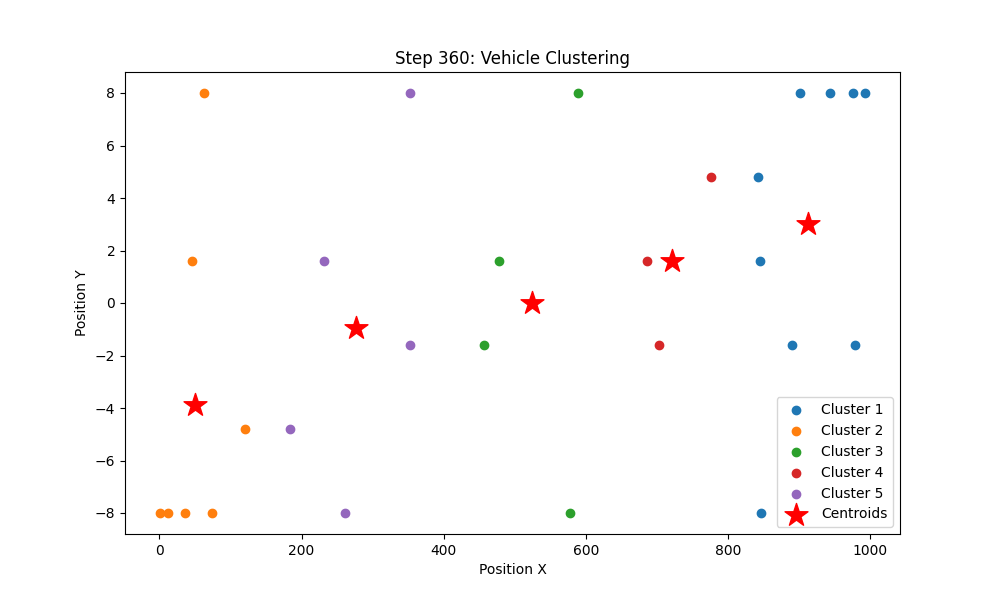 Step 360: Vehicle Clustering
8
6
4
2
0
−2
−4
−6
−8
Position Y
0 200 400 600 800 1000
Position X
Cluster 1
Cluster 2
Cluster 3
Cluster 4
Cluster 5
Centroids